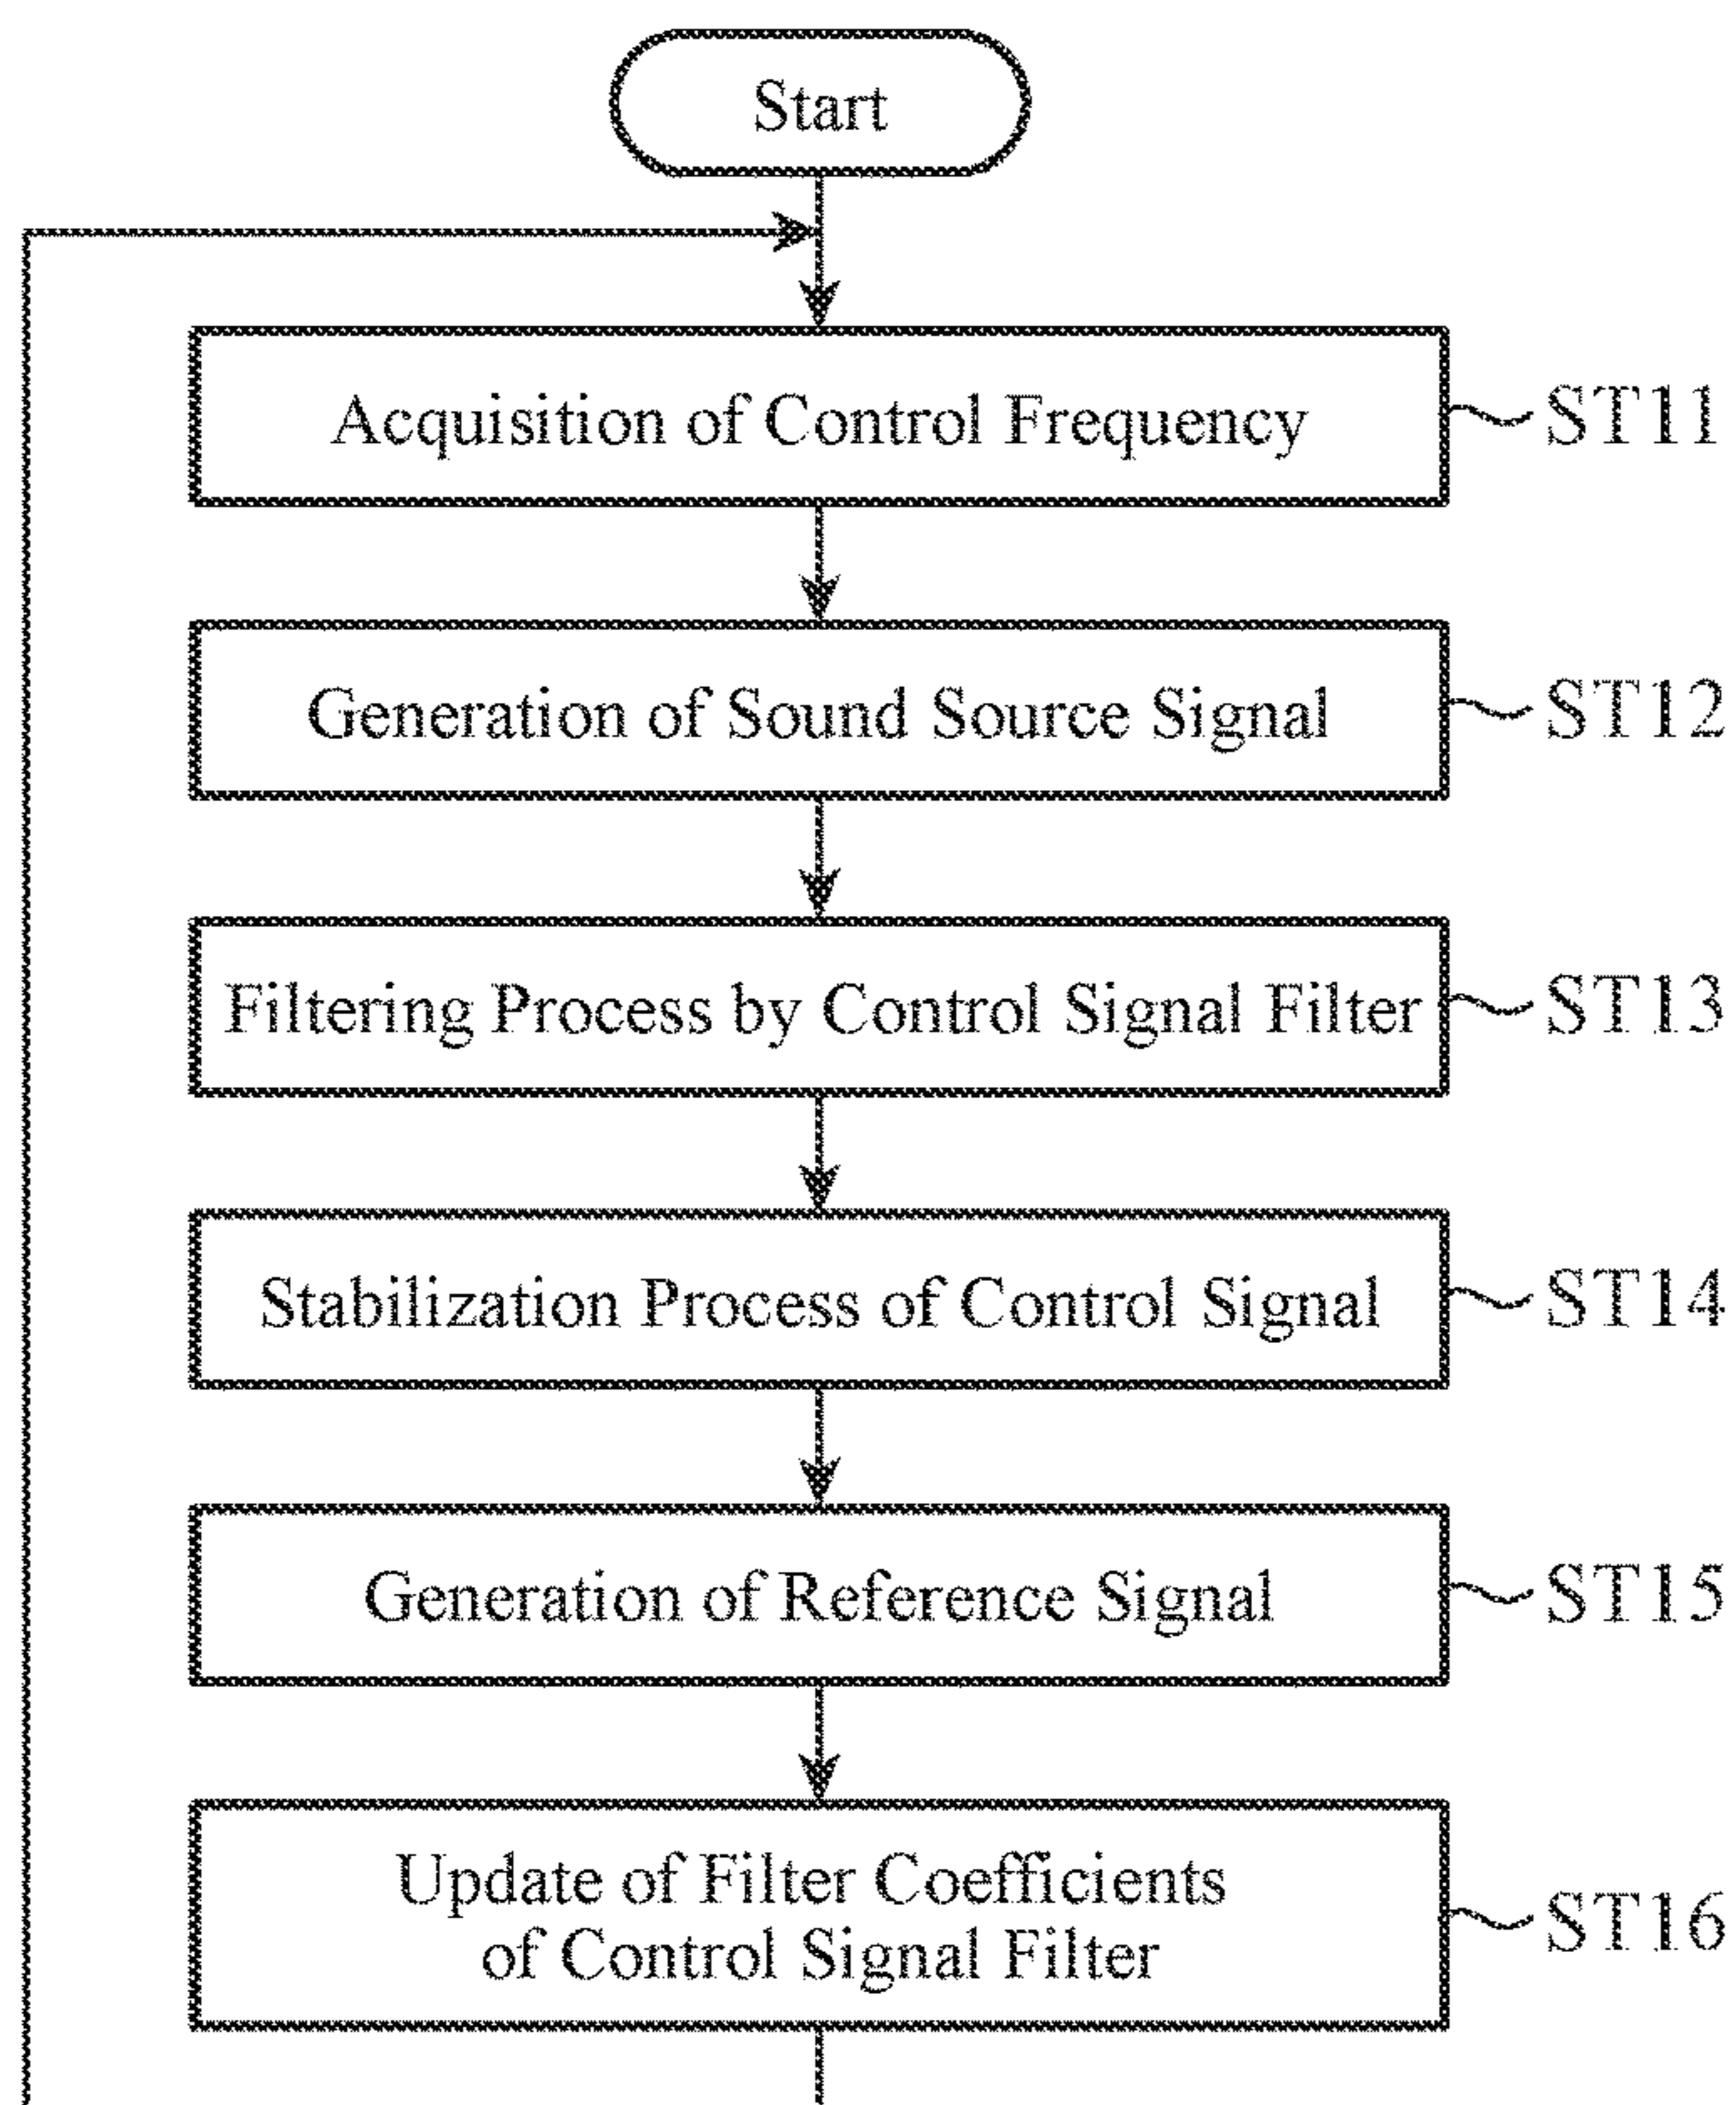 Start
Acquisition of Control Frequency
ST11
Generation of Sound Source Signal
ST12
Filtering Process by Control Signal Filter
ST13
Stabilization Process of Control Signal
ST14
Generation of Reference Signal
ST15
Update of Filter Coefficients
of Control Signal Filter
ST16